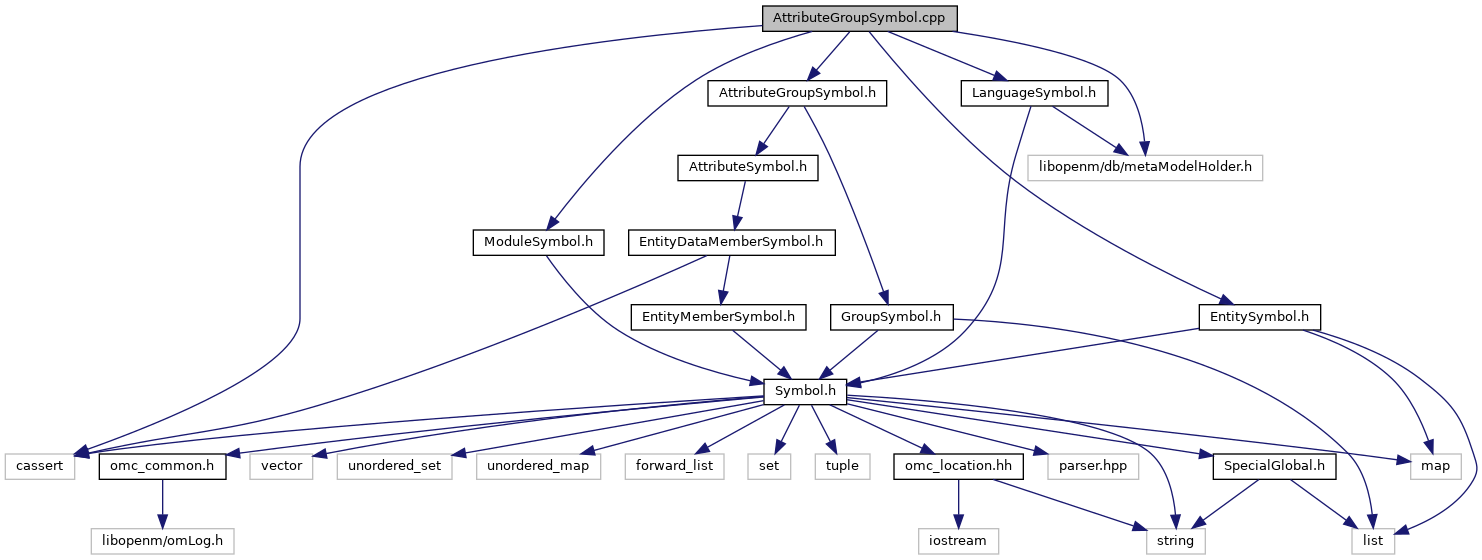 AttributeGroupSymbol.cpp
AttributeGroupSymbol.h
LanguageSymbol.h
AttributeSymbol.h
libopenm/db/metaModelHolder.h
ModuleSymbol.h
EntityDataMemberSymbol.h
EntityMemberSymbol.h
GroupSymbol.h
EntitySymbol.h
Symbol.h
cassert
omc_common.h
vector
unordered_set
unordered_map
forward_list
set
tuple
omc_location.hh
parser.hpp
SpecialGlobal.h
map
libopenm/omLog.h
iostream
string
list